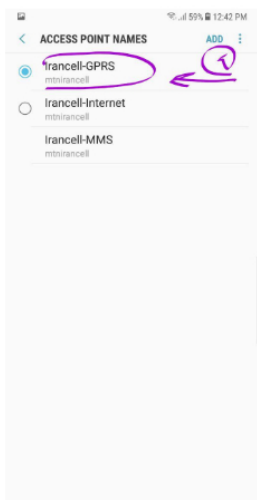 59% 12:42 PM
< ACCESS POINT NAMES ADD
Irancell-GPRS
mtnirancell
Irancell-Internet
mtnirancell
Irancell-MMS
mtnirancell